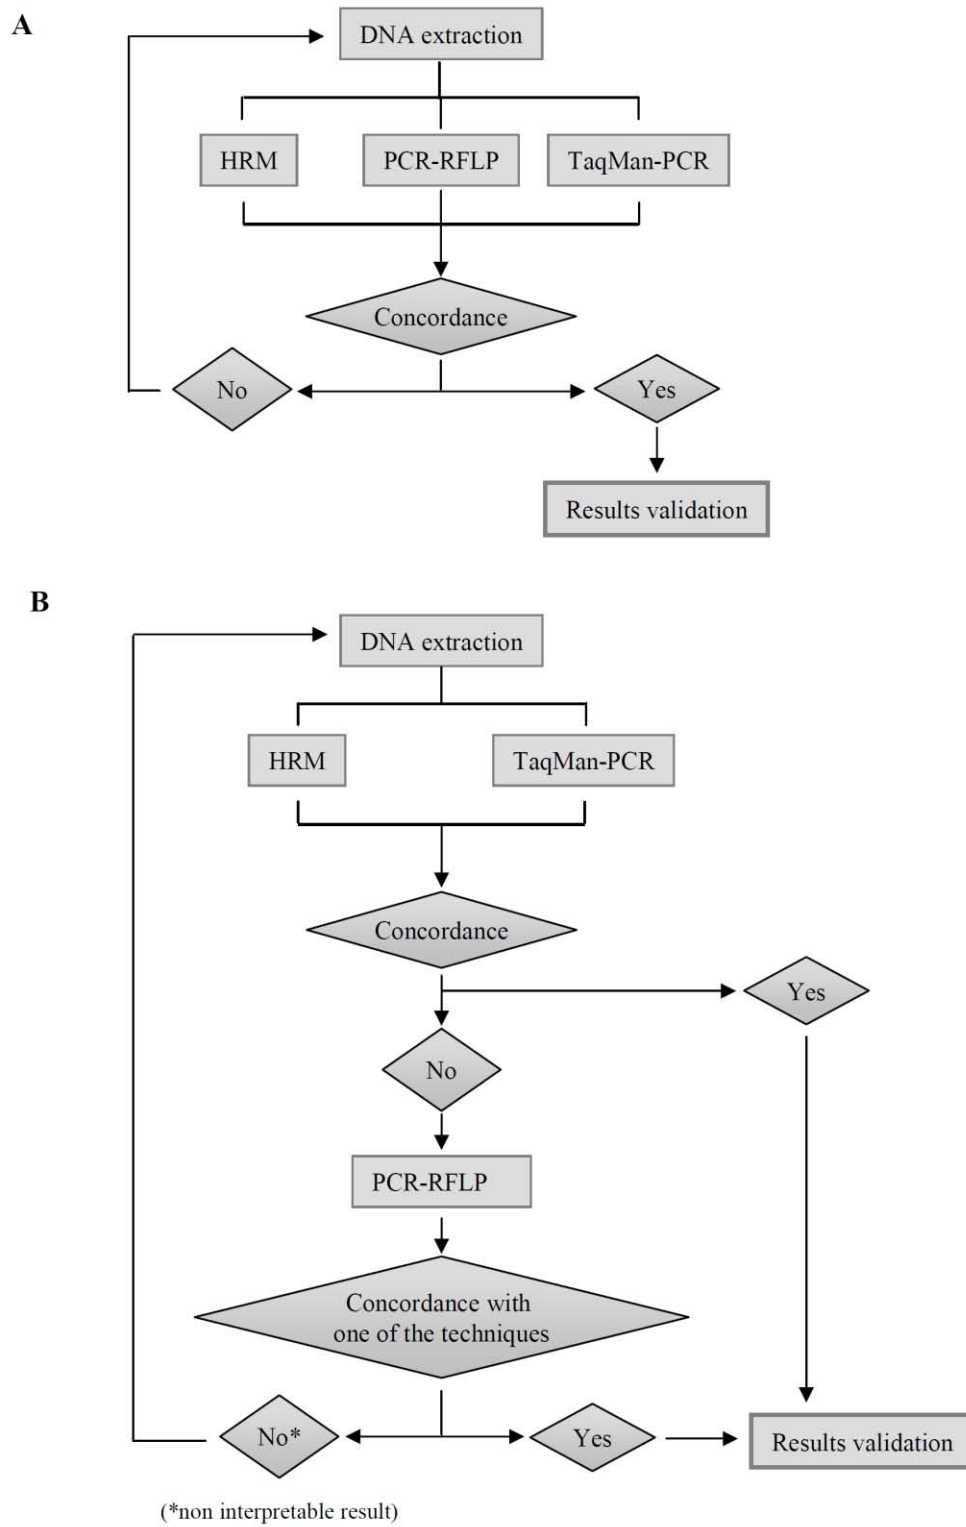 A
DNA extraction
HRM
PCR-RFLP
TaqMan-PCR
Concordance
No
Yes
Results validation
B
DNA extraction
HRM
TaqMan-PCR
Concordance
Yes
No
PCR-RFLP
Concordance with
one of the techniques
No*
Yes
Results validation
(*non interpretable result)